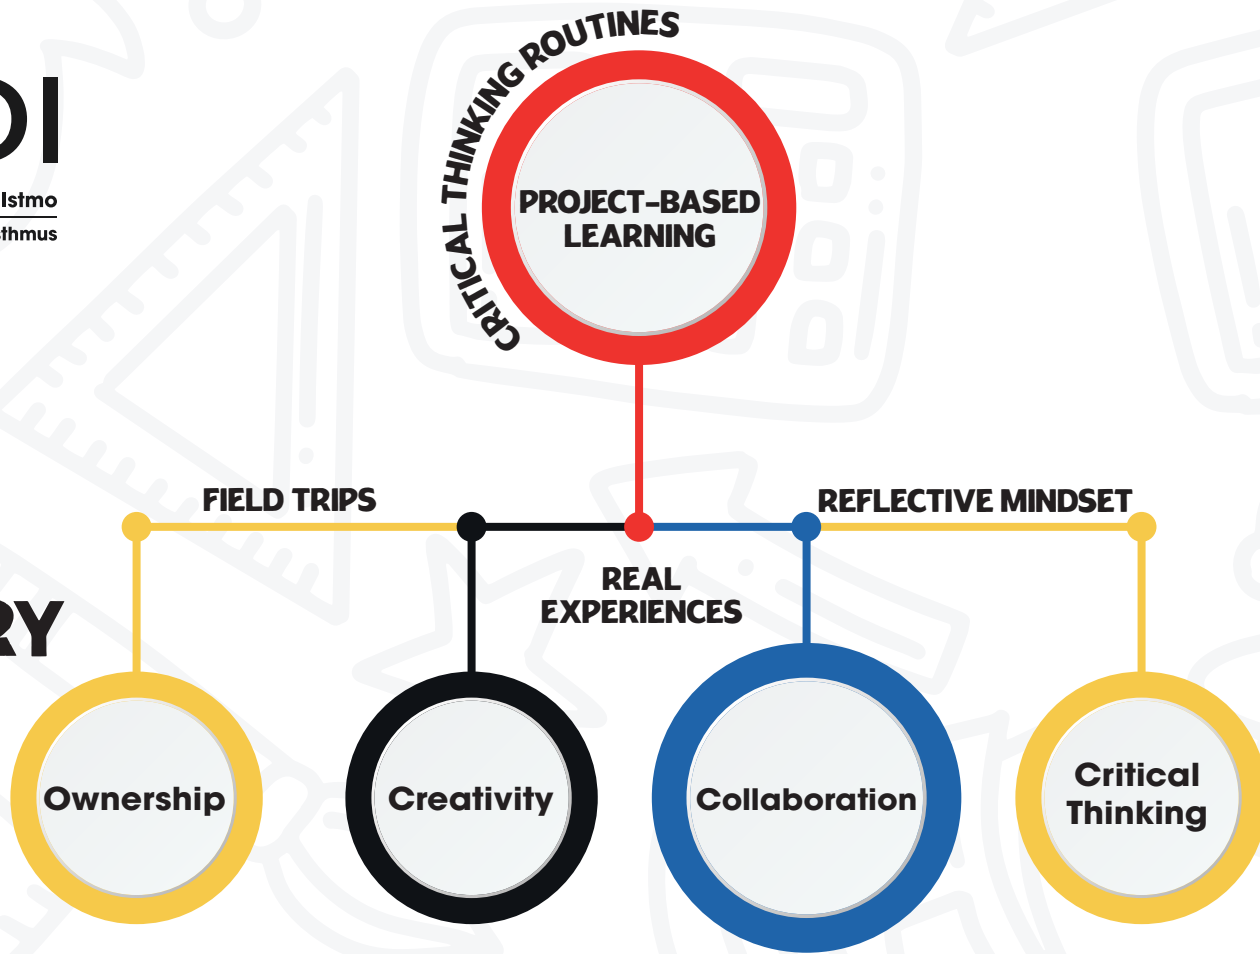 CRITICAL THINKING ROUTINES
PROJECT-BASED
LEARNING
Istmo
FIELD TRIPS
REFLECTIVE MINDSET
REAL
EXPERIENCES
Ownership
Creativity
Collaboration
Critical
Thinking